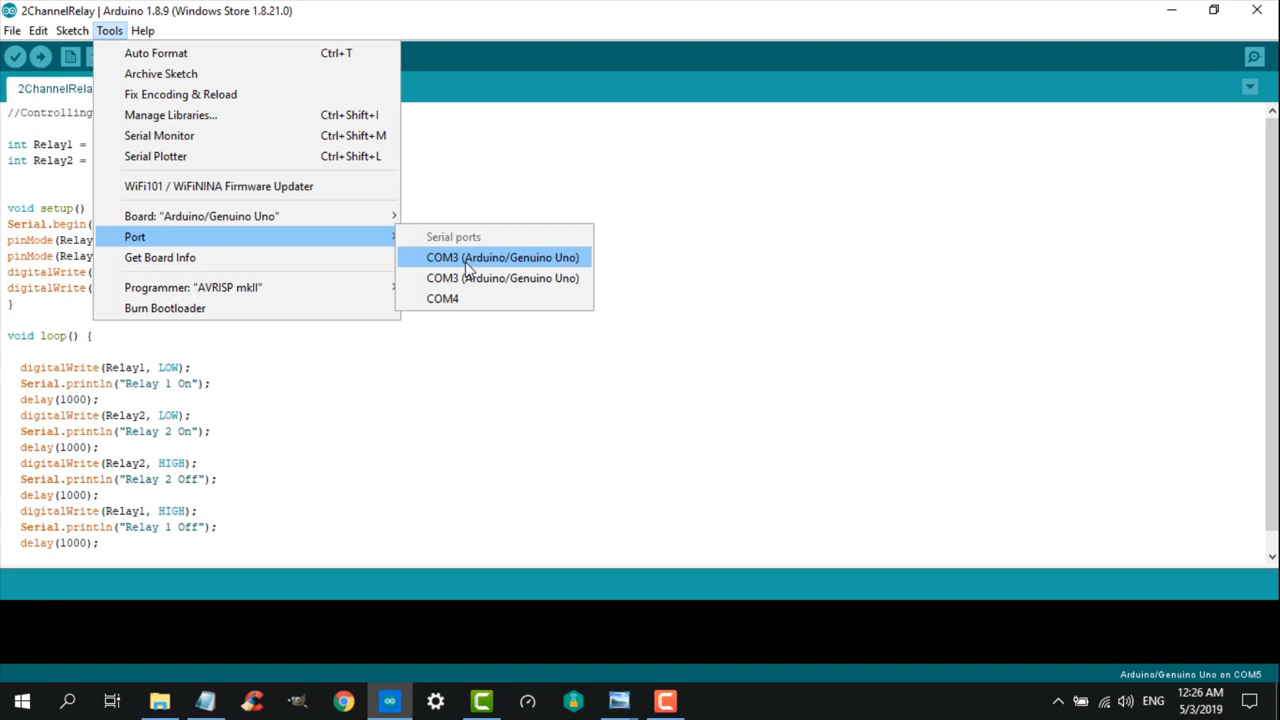 2ChannelRelay | Arduino 1.8.9 (Windows Store 1.8.21.0)
File Edit Sketch Tools Help
2ChannelRela
Auto Format Ctrl+T
Archive Sketch
Fix Encoding & Reload
Manage Libraries... Ctrl+Shift+I
Serial Monitor Ctrl+Shift+M
Serial Plotter Ctrl+Shift+L
WiFi101 / WiFiNINA Firmware Updater
Board: "Arduino/Genuino Uno"
Port
Get Board Info
Programmer: "AVRISP mkII"
Burn Bootloader
Serial ports
COM3 (Arduino/Genuino Uno)
COM3 (Arduino/Genuino Uno)
COM4
//Controlling
int Relay1 =
int Relay2 =
void setup()
Serial.begin(
pinMode(Relay
pinMode(Relay
digitalWrite(
digitalWrite(
}
void loop() {
digitalWrite(Relay1, LOW);
Serial.println("Relay 1 On");
delay(1000);
digitalWrite(Relay2, LOW);
Serial.println("Relay 2 On");
delay(1000);
digitalWrite(Relay2, HIGH);
Serial.println("Relay 2 Off");
delay(1000);
digitalWrite(Relay1, HIGH);
Serial.println("Relay 1 Off");
delay(1000);
Arduino/Genuino Uno on COM5
ENG
12:26 AM
5/3/2019